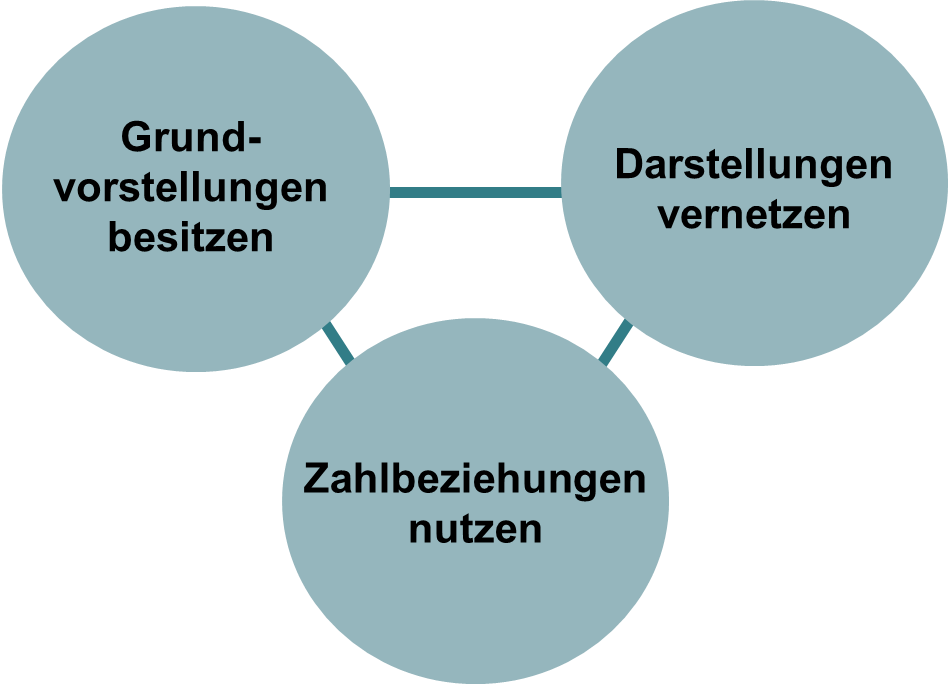 Grund-
vorstellungen
besitzen
Darstellungen
vernetzen
Zahlbeziehungen
nutzen